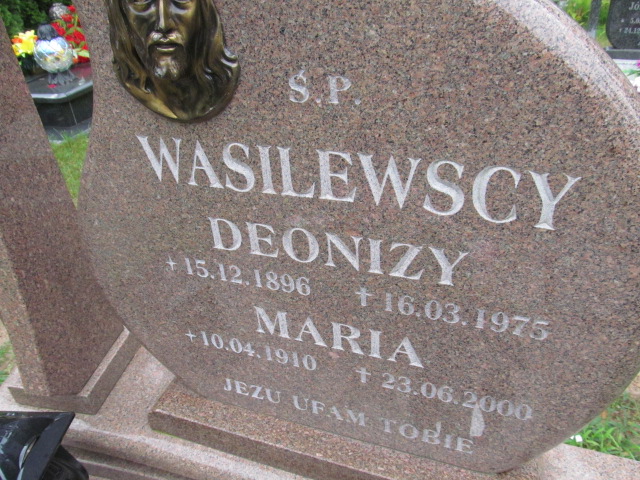 Ś.P.
WASILEWSCY
DEONIZY
+15.12.1896 †16.03.1975
MARIA
+10.04.1910 †23.06.2000
JEZU UFAM TOBIE